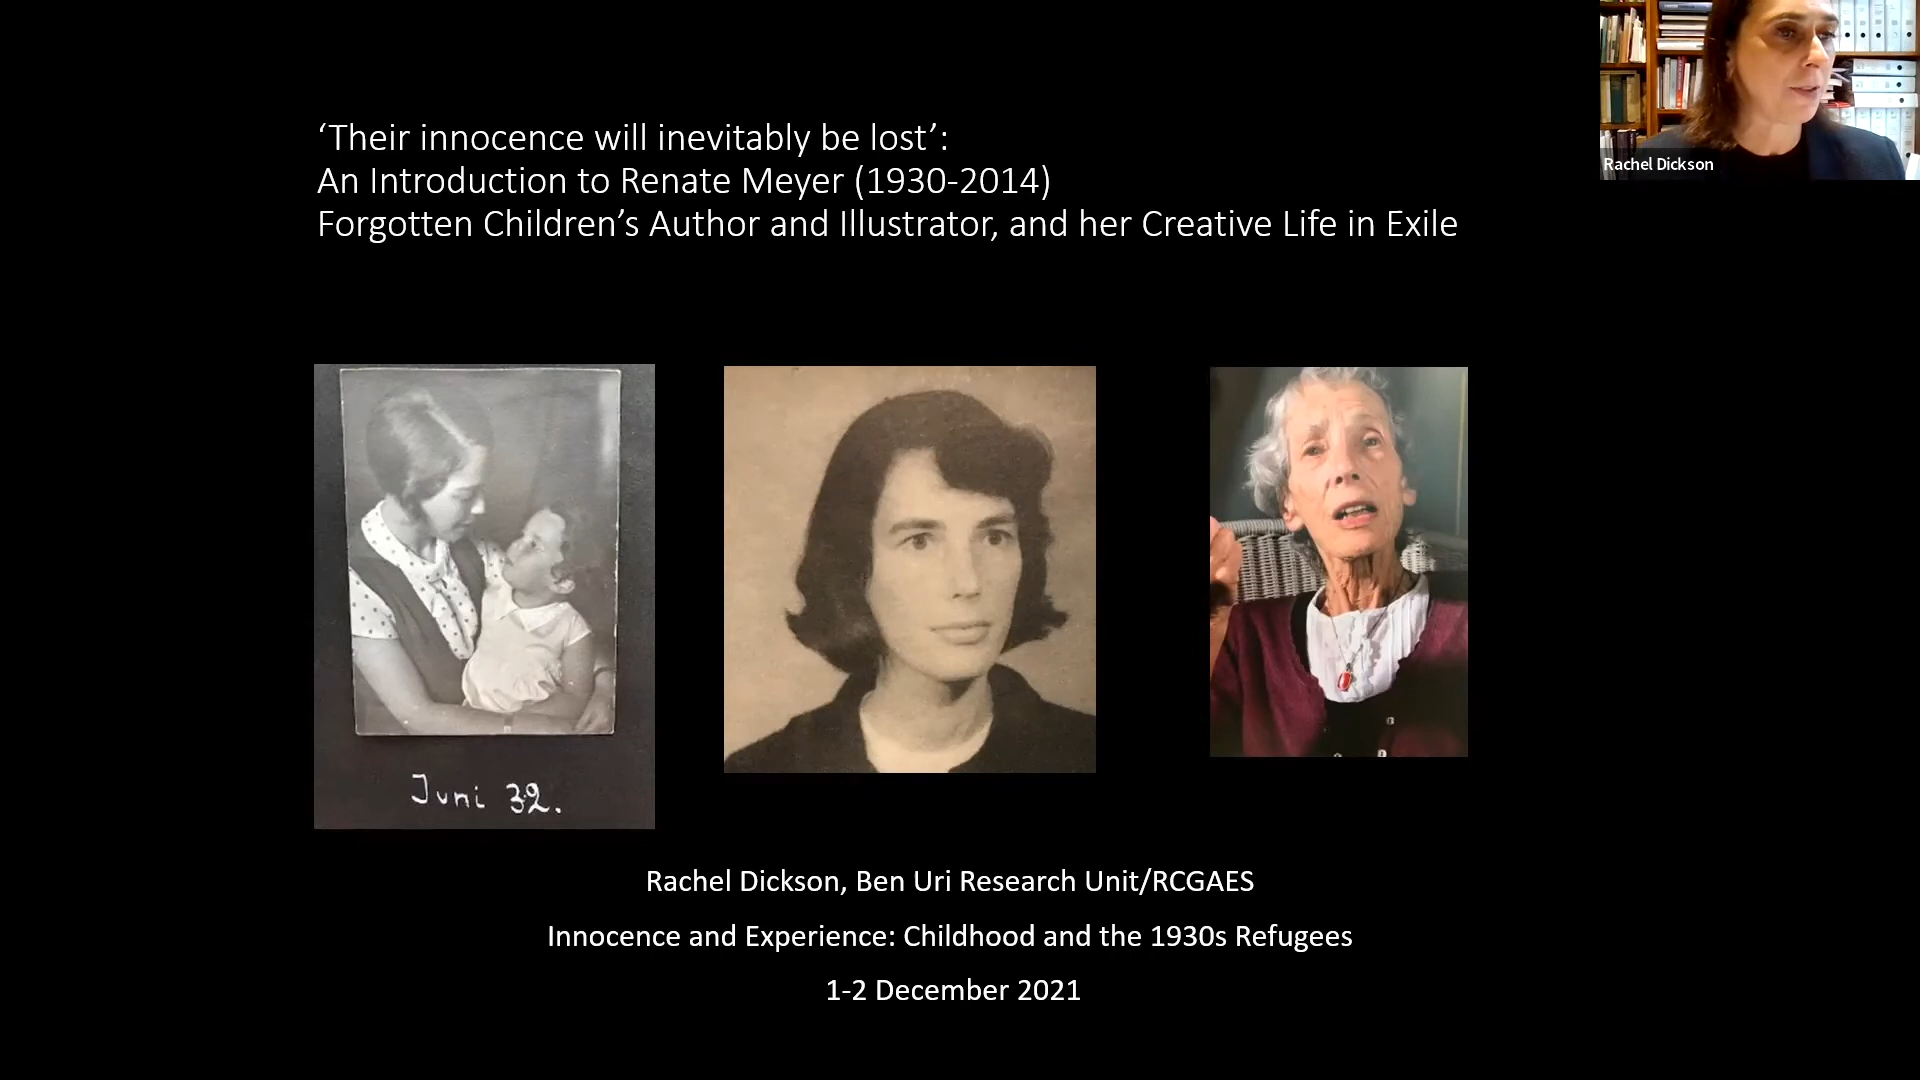 ‘Their innocence will inevitably be lost’:
An Introduction to Renate Meyer (1930-2014)
Forgotten Children’s Author and Illustrator, and her Creative Life in Exile
Rachel Dickson
Juni 32.
Rachel Dickson, Ben Uri Research Unit/RCGAES
Innocence and Experience: Childhood and the 1930s Refugees
1-2 December 2021